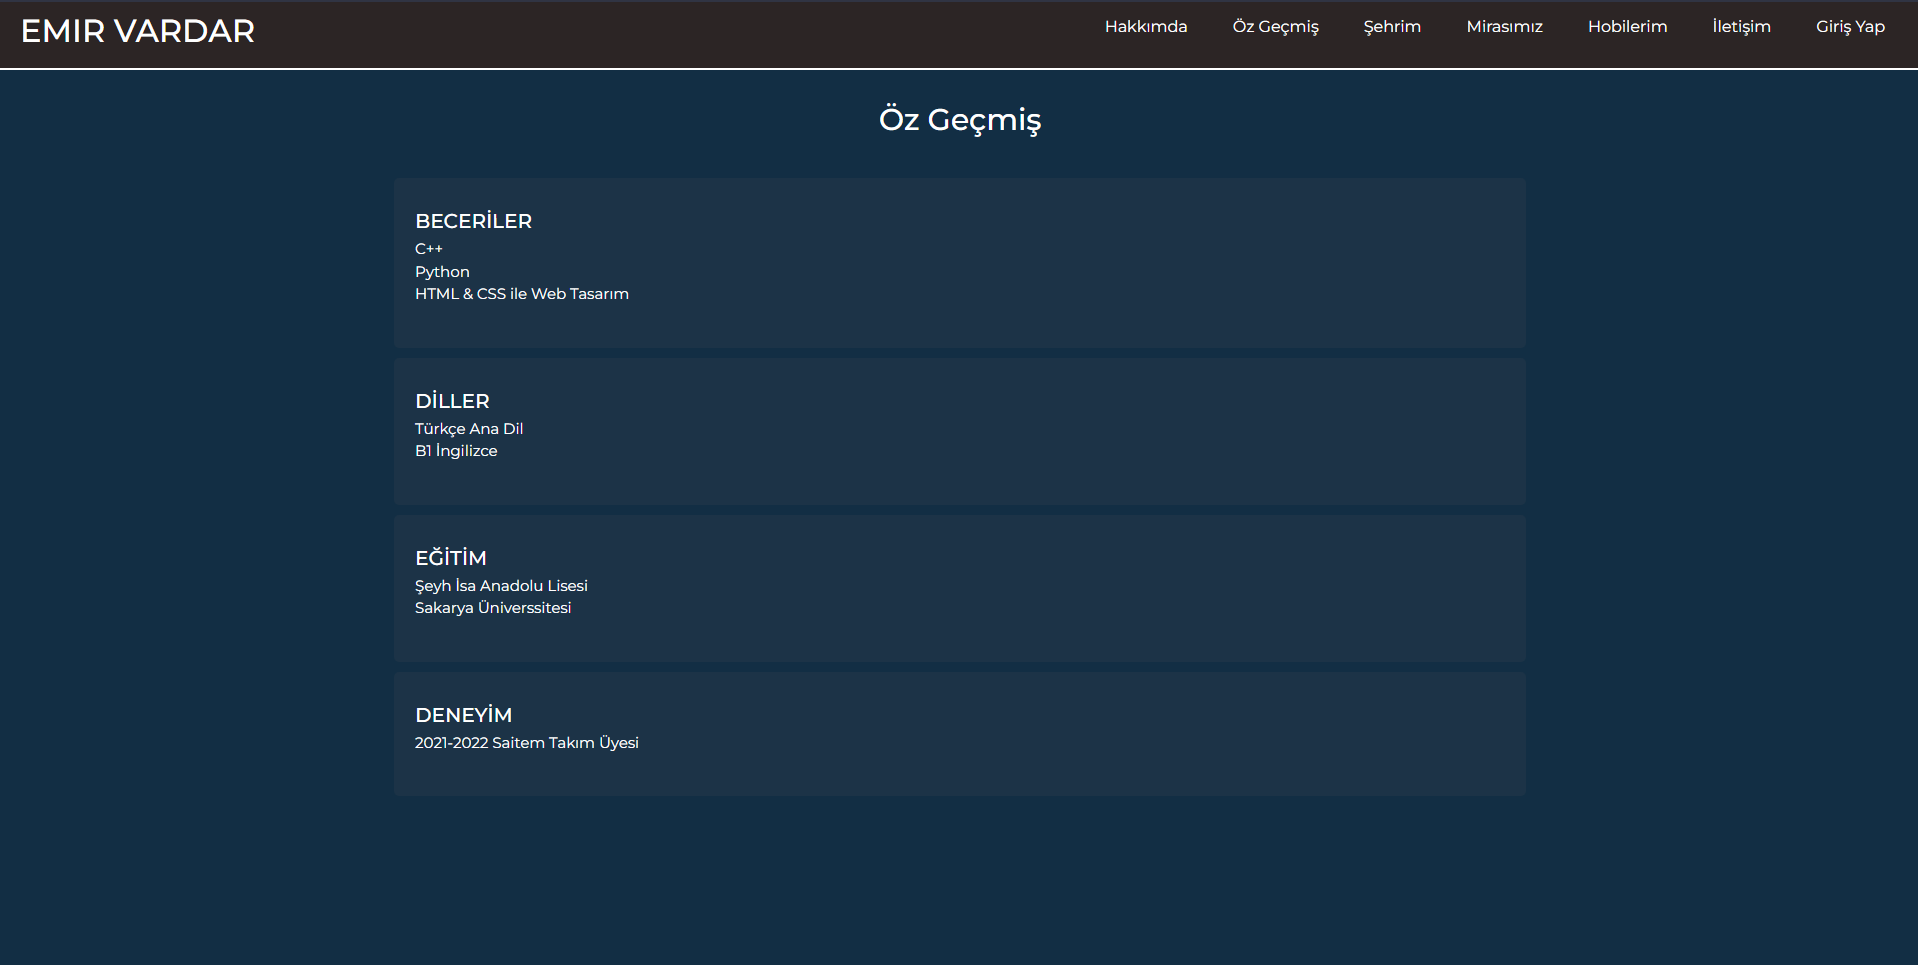 EMIR VARDAR
Hakkımda Öz Geçmiş Şehrim Mirasımız Hobilerim İletişim Giriş Yap
Öz Geçmiş
BECERİLER
C++
Python
HTML & CSS ile Web Tasarım
DİLLER
Türkçe Ana Dil
B1 İngilizce
EĞİTİM
Şeyh İsa Anadolu Lisesi
Sakarya Üniverssitesi
DENEYİM
2021-2022 Saitem Takım Üyesi